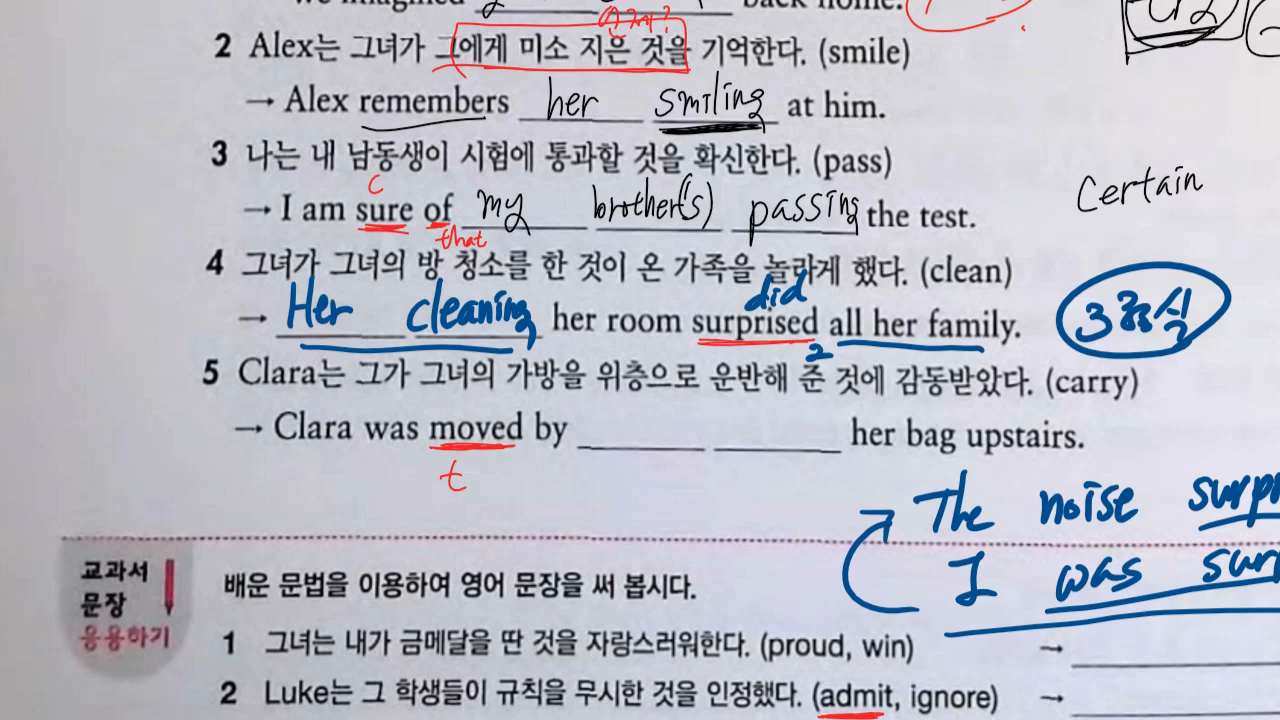 back home.
2 Alex는 그녀가 그에게 미소 지은 것을 기억한다. (smile)
→ Alex remembers her smiling at him.
3 나는 내 남동생이 시험에 통과할 것을 확신한다. (pass)
c
→ I am sure of my brother(s) passing the test.
Certain
that
4 그녀가 그녀의 방 청소를 한 것이 온 가족을 놀라게 했다. (clean)
did
→ Her cleaning her room surprised all her family.
3형식
2
5 Clara는 그가 그녀의 가방을 위층으로 운반해 준 것에 감동받았다. (carry)
→ Clara was moved by ______ ______ her bag upstairs.
t
The noise surpr
I was sur
교과서
문장
응용하기
배운 문법을 이용하여 영어 문장을 써 봅시다.
1 그녀는 내가 금메달을 딴 것을 자랑스러워한다. (proud, win) →
2 Luke는 그 학생들이 규칙을 무시한 것을 인정했다. (admit, ignore) →